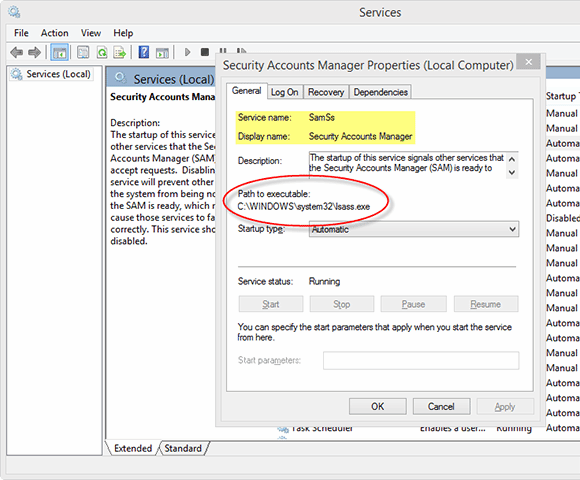 Services
File Action View Help
Services (Local)
Services (Local)
Security Accounts Mana
Description:
The startup of this service
other services that the Secu
Accounts Manager (SAM)
accept requests. Disabling
service will prevent other
the system from being no
the SAM is ready, which m
cause those services to fa
correctly. This service sho
disabled.
Security Accounts Manager Properties (Local Computer)
General Log On Recovery Dependencies
Service name: SamSs
Display name: Security Accounts Manager
Description: The startup of this service signals other services that
the Security Accounts Manager (SAM) is ready to
Path to executable:
C:\WINDOWS\system32\lsass.exe
Startup type: Automatic
Service status: Running
Start Stop Pause Resume
You can specify the start parameters that apply when you start the service
from here.
Start parameters:
OK Cancel Apply
Startup T
Manual
Manual
Automa
Automa
Manual
Automa
Automa
Disabled
Manual
Manual
Automa
Manual
Manual
Automa
Automa
Manual
Manual
Manual
Automa
Automa
Automa
Automa
Task Scheduler Enables a user... Running Automa
Extended Standard